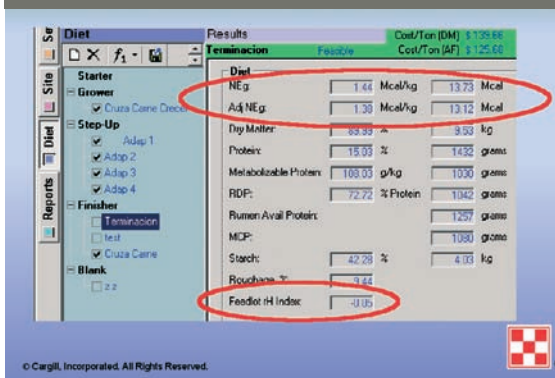 Diet
Results
Cost/Ton (DM) $ 139.66
Terminacion Feasible Cost/Ton (AF) $ 125.68
Site
Diet
Reports
Starter
Grower
Cruza Carne Crecer
Step-Up
Adap 1
Adap 2
Adap 3
Adap 4
Finisher
Terminacion
test
Cruza Carne
Blank
z z
Diet
NEg: 1.44 Mcal/kg 13.73 Mcal
Adj NEg: 1.38 Mcal/kg 13.12 Mcal
Dry Matter: 89.99 % 9.53 kg
Protein: 15.03 % 1432 grams
Metabolizable Protein: 108.03 g/kg 1030 grams
RDP: 72.72 % Protein 1042 grams
Rumen Avail Protein: 1257 grams
MCP: 1080 grams
Starch: 42.28 % 4.03 kg
Roughage % 9.44
Feedlot rH Index: -0.05
© Cargill, Incorporated. All Rights Reserved.